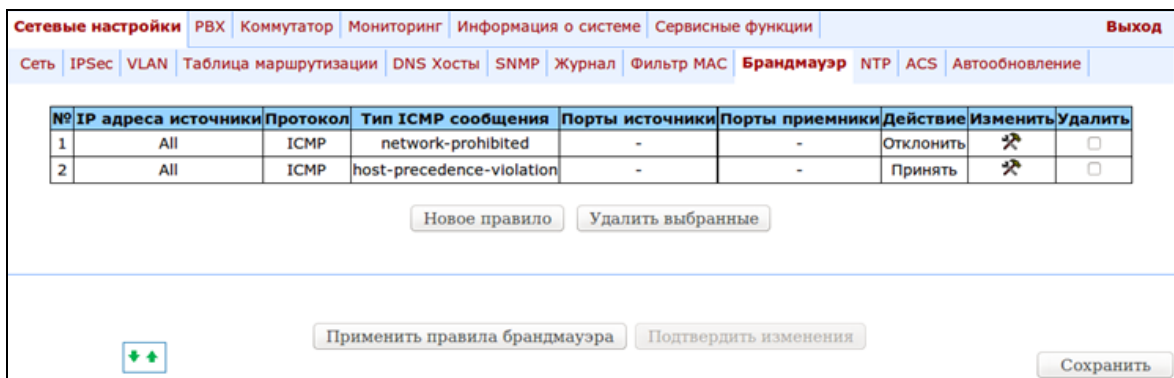 Сетевые настройки PBX Коммутатор Мониторинг Информация о системе Сервисные функции Выход
Сеть IPSec VLAN Таблица маршрутизации DNS Хосты SNMP Журнал Фильтр MAC Брандмауэр NTP ACS Автообновление
№ IP адреса источники Протокол Тип ICMP сообщения Порты источники Порты приемники Действие Изменить Удалить
1 All ICMP network-prohibited - - Отклонить
2 All ICMP host-precedence-violation - - Принять
Новое правило Удалить выбранные
Применить правила брандмауэра Подтвердить изменения
Сохранить